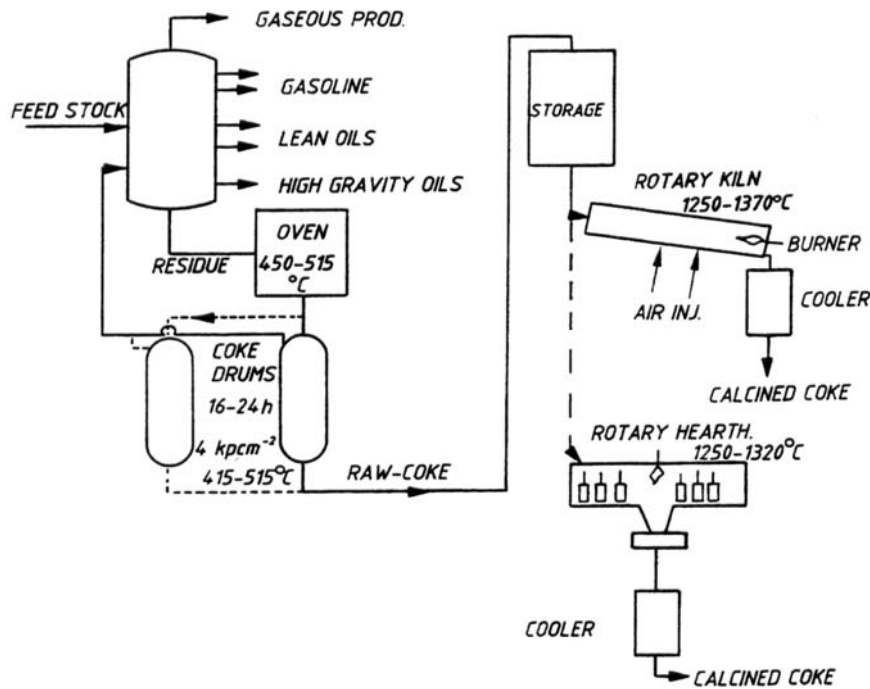 GASEOUS PROD.
GASOLINE
FEED STOCK
LEAN OILS
HIGH GRAVITY OILS
RESIDUE
OVEN
450-515
°C
COKE
DRUMS
16-24h
4 kpcm⁻²
415-515°C
RAW-COKE
STORAGE
ROTARY KILN
1250-1370°C
BURNER
AIR INJ.
COOLER
CALCINED COKE
ROTARY HEARTH.
1250-1320°C
COOLER
CALCINED COKE